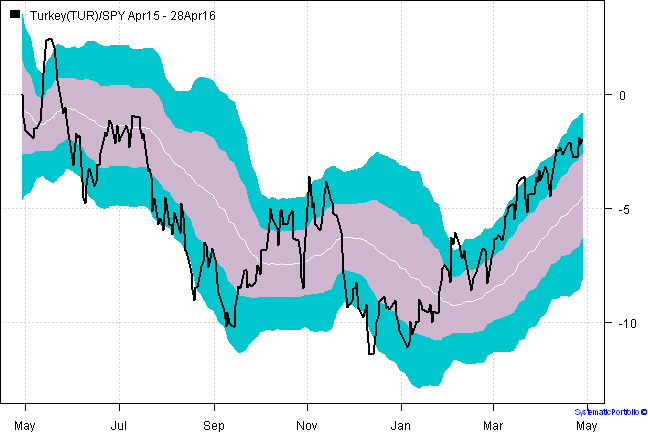 Turkey(TUR)/SPY Apr15 - 28Apr16
0
-5
-10
May Jul Sep Nov Jan Mar May
SystematicPortfolio ©